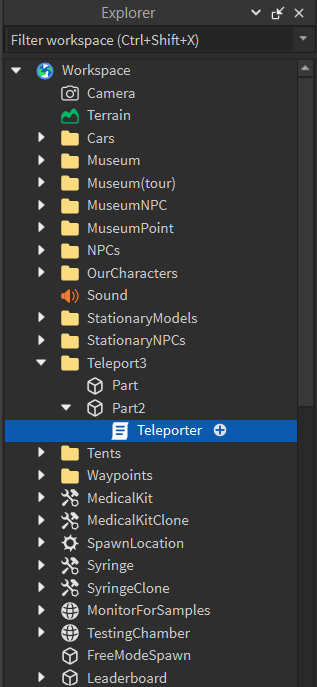 Explorer
Filter workspace (Ctrl+Shift+X)
Workspace
Camera
Terrain
Cars
Museum
Museum(tour)
MuseumNPC
MuseumPoint
NPCs
OurCharacters
Sound
StationaryModels
StationaryNPCs
Teleport3
Part
Part2
Teleporter
Tents
Waypoints
MedicalKit
MedicalKitClone
SpawnLocation
Syringe
SyringeClone
MonitorForSamples
TestingChamber
FreeModeSpawn
Leaderboard